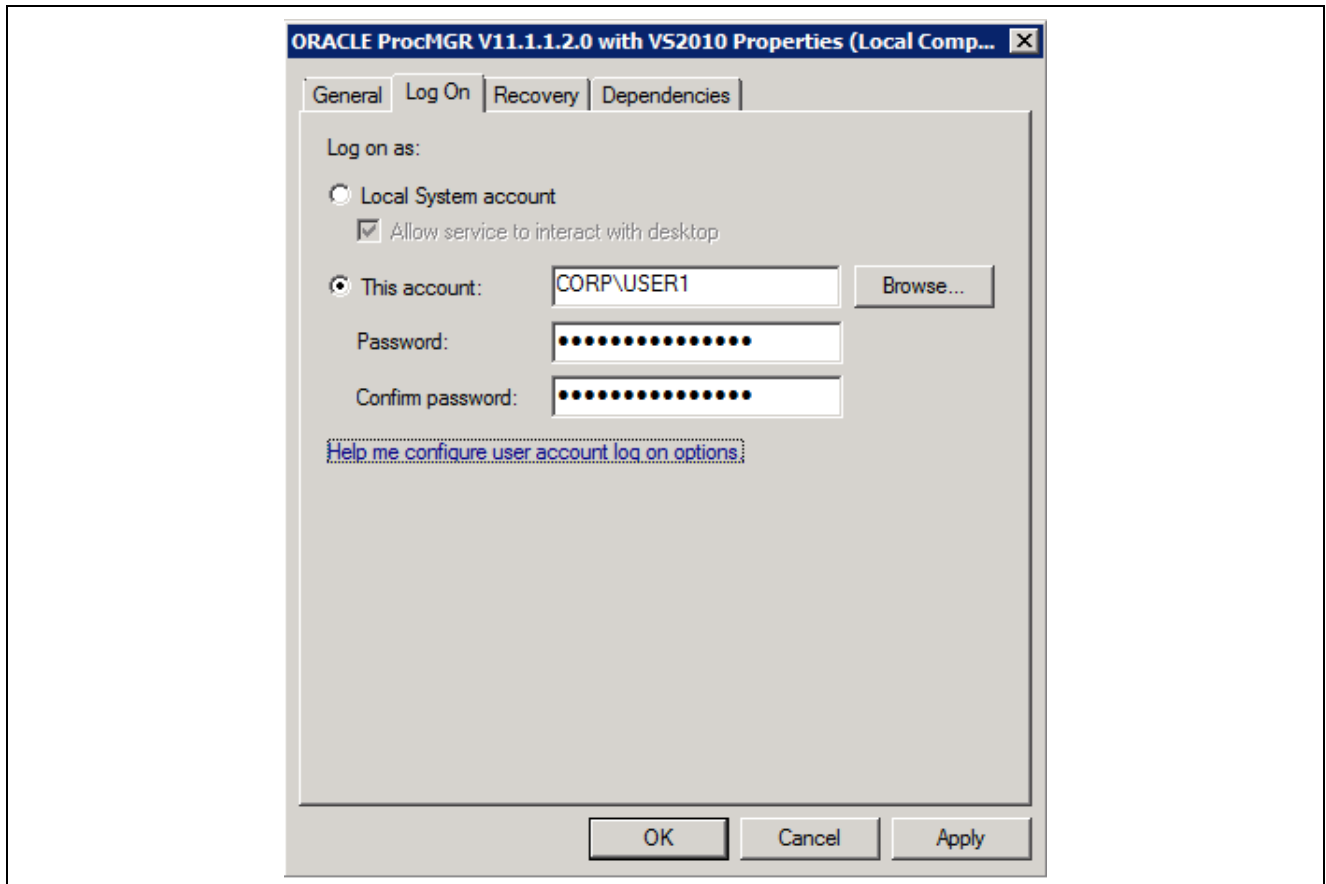 ORACLE ProcMGR V11.1.1.2.0 with VS2010 Properties (Local Comp...
General Log On Recovery Dependencies
Log on as:
Local System account
Allow service to interact with desktop
This account: CORP\USER1 Browse...
Password: •••••••••••••••
Confirm password: •••••••••••••••
Help me configure user account log on options.
OK Cancel Apply